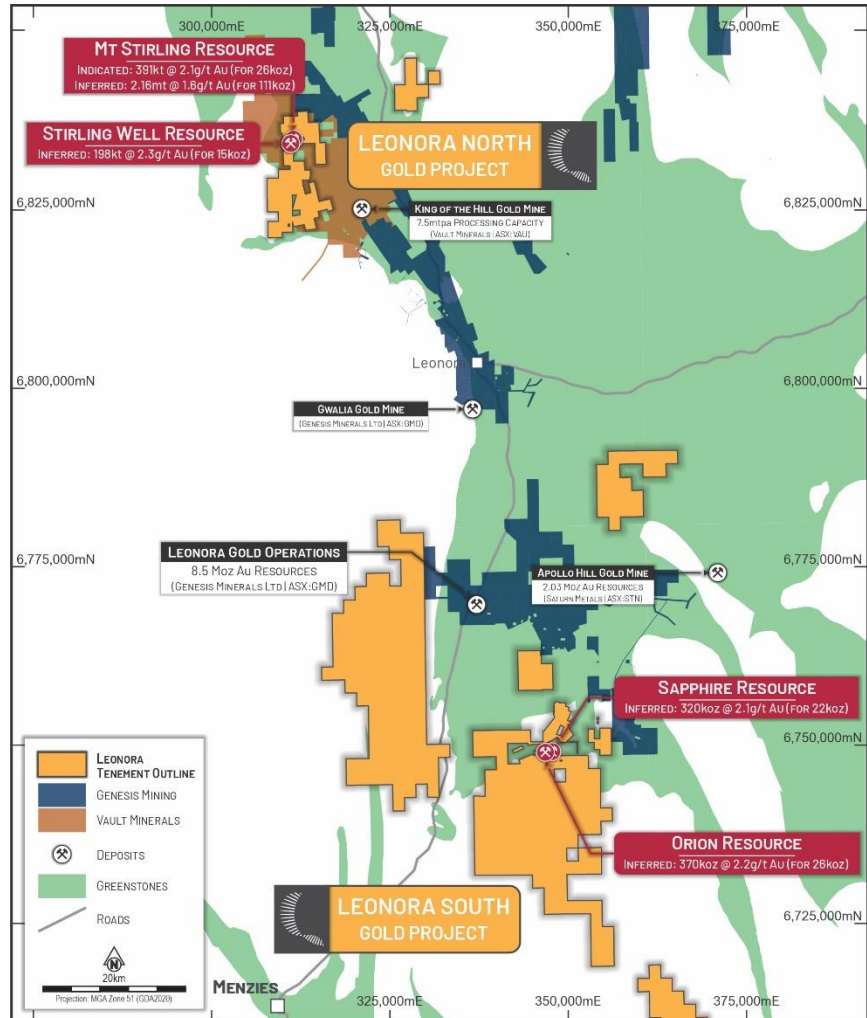 300,000mE
325,000mE
350,000mE
375,000mE
Mt Stirling Resource
Indicated: 391kt @ 2.1g/t Au (for 26koz)
Inferred: 2.16mt @ 1.6g/t Au (for 111koz)
Stirling Well Resource
Inferred: 198kt @ 2.3g/t Au (for 15koz)
LEONORA NORTH
GOLD PROJECT
6,825,000mN
6,825,000mN
King of the Hill Gold Mine
7.5mtpa Processing Capacity
(Vault Minerals | ASX:VAU)
Leonora
6,800,000mN
6,800,000mN
Gwalia Gold Mine
(Genesis Minerals Ltd | ASX:GMD)
6,775,000mN
6,775,000mN
Leonora Gold Operations
8.5 Moz Au Resources
(Genesis Minerals Ltd | ASX:GMD)
Apollo Hill Gold Mine
2.03 Moz Au Resources
(Saturn Metals | ASX:STN)
Sapphire Resource
Inferred: 320koz @ 2.1g/t Au (for 22koz)
6,750,000mN
Orion Resource
Inferred: 370koz @ 2.2g/t Au (for 26koz)
Leonora
Tenement Outline
Genesis Mining
Vault Minerals
Deposits
Greenstones
Roads
N
20km
Projection: MGA Zone 51 (GDA2020)
LEONORA SOUTH
GOLD PROJECT
6,725,000mN
Menzies
325,000mE
350,000mE
375,000mE